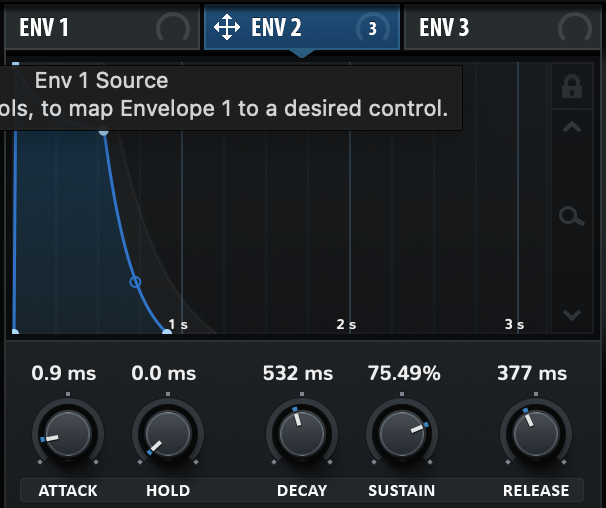 ENV 1
ENV 2
3
ENV 3
Env 1 Source
ols, to map Envelope 1 to a desired control.
1 s
2 s
3 s
0.9 ms
0.0 ms
532 ms
75.49%
377 ms
ATTACK
HOLD
DECAY
SUSTAIN
RELEASE